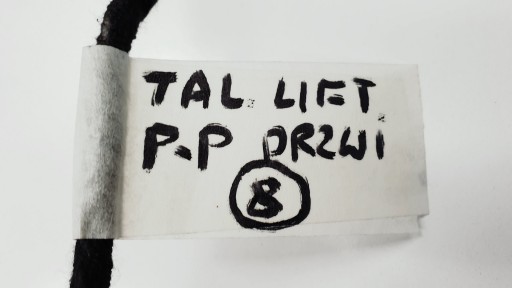 TAL. LIFT.
P.P DRZWI
8